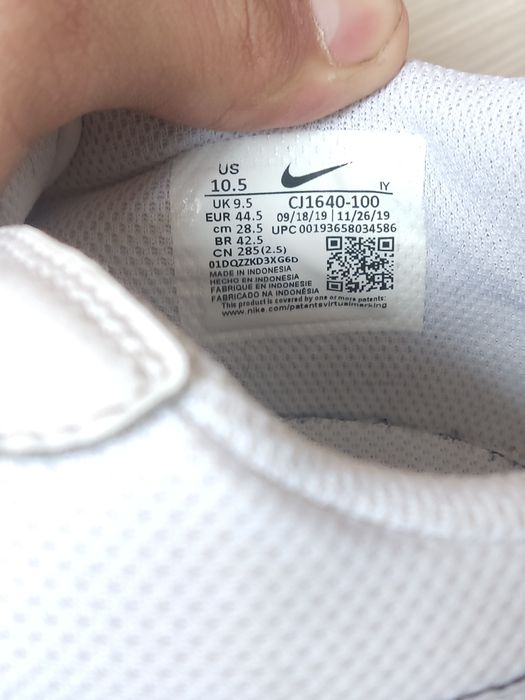 US
10.5
IY
UK 9.5
CJ1640-100
EUR 44.5
09/18/19 | 11/26/19
cm 28.5
UPC 00193658034586
BR 42.5
CN 285(2.5)
01DQZZKD3XG6D
MADE IN INDONESIA
HECHO EN INDONESIA
FABRIQUE EN INDONESIE
FABRICADO NA INDONÉSIA
This product is covered by one or more patents:
www.nike.com/patentsvirtualmarking